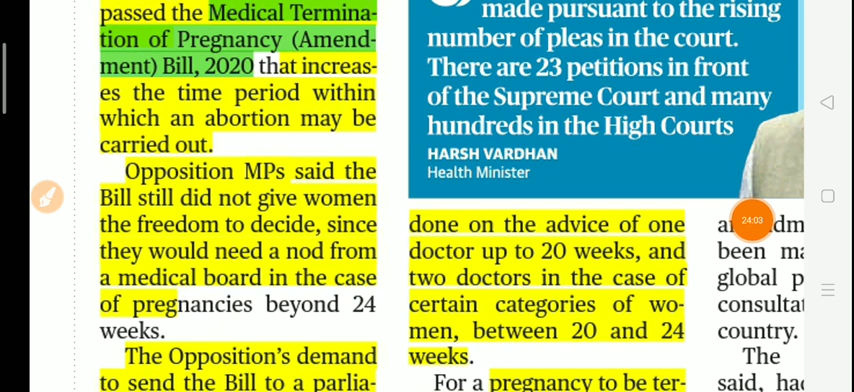 passed the Medical Termina-
tion of Pregnancy (Amend-
ment) Bill, 2020 that increas-
es the time period within
which an abortion may be
carried out.
Opposition MPs said the
Bill still did not give women
the freedom to decide, since
they would need a nod from
a medical board in the case
of pregnancies beyond 24
weeks.
The Opposition's demand
to send the Bill to a parlia-
made pursuant to the rising
number of pleas in the court.
There are 23 petitions in front
of the Supreme Court and many
hundreds in the High Courts
HARSH VARDHAN
Health Minister
done on the advice of one
doctor up to 20 weeks, and
two doctors in the case of
certain categories of wo-
men, between 20 and 24
weeks.
For a pregnancy to be ter-
been
global
country.
The
said,
24:03